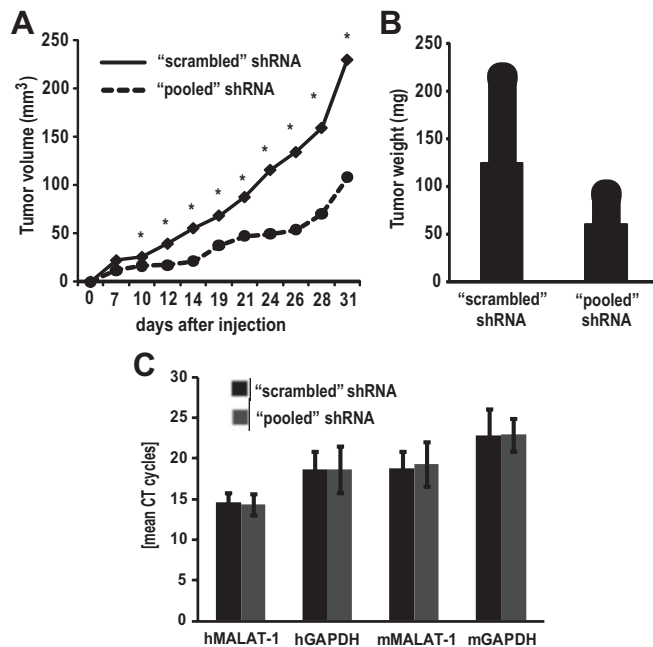 A
Tumor volume (mm3)
250
200
150
100
50
0
“scrambled” shRNA
“pooled” shRNA
* * * * * * * * *
0 7 10 12 14 19 21 24 26 28 31
days after injection
B
Tumor weight (mg)
250
200
150
100
50
0
“scrambled” shRNA
“pooled” shRNA
C
[mean CT cycles]
30
25
20
15
10
5
0
“scrambled” shRNA
“pooled” shRNA
hMALAT-1 hGAPDH mMALAT-1 mGAPDH